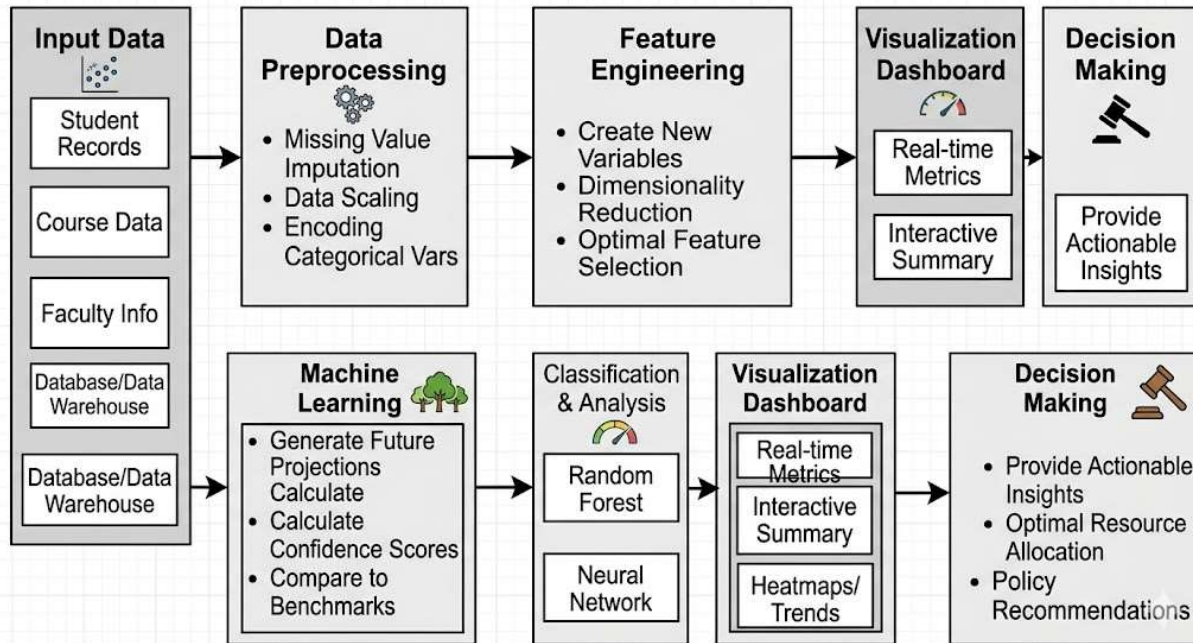 Input Data
Student
Records
Course Data
Faculty Info
Database/Data
Warehouse
Database/Data
Warehouse
Data
Preprocessing
• Missing Value
Imputation
• Data Scaling
• Encoding
Categorical Vars
Feature
Engineering
• Create New
Variables
• Dimensionality
Reduction
• Optimal Feature
Selection
Visualization
Dashboard
Real-time
Metrics
Interactive
Summary
Decision
Making
Provide
Actionable
Insights
Machine
Learning
• Generate Future
Projections
Calculate
• Calculate
Confidence Scores
• Compare to
Benchmarks
Classification
& Analysis
Random
Forest
Neural
Network
Visualization
Dashboard
Real-time
Metrics
Interactive
Summary
Heatmaps/
Trends
Decision
Making
• Provide Actionable
Insights
• Optimal Resource
Allocation
• Policy
Recommendations